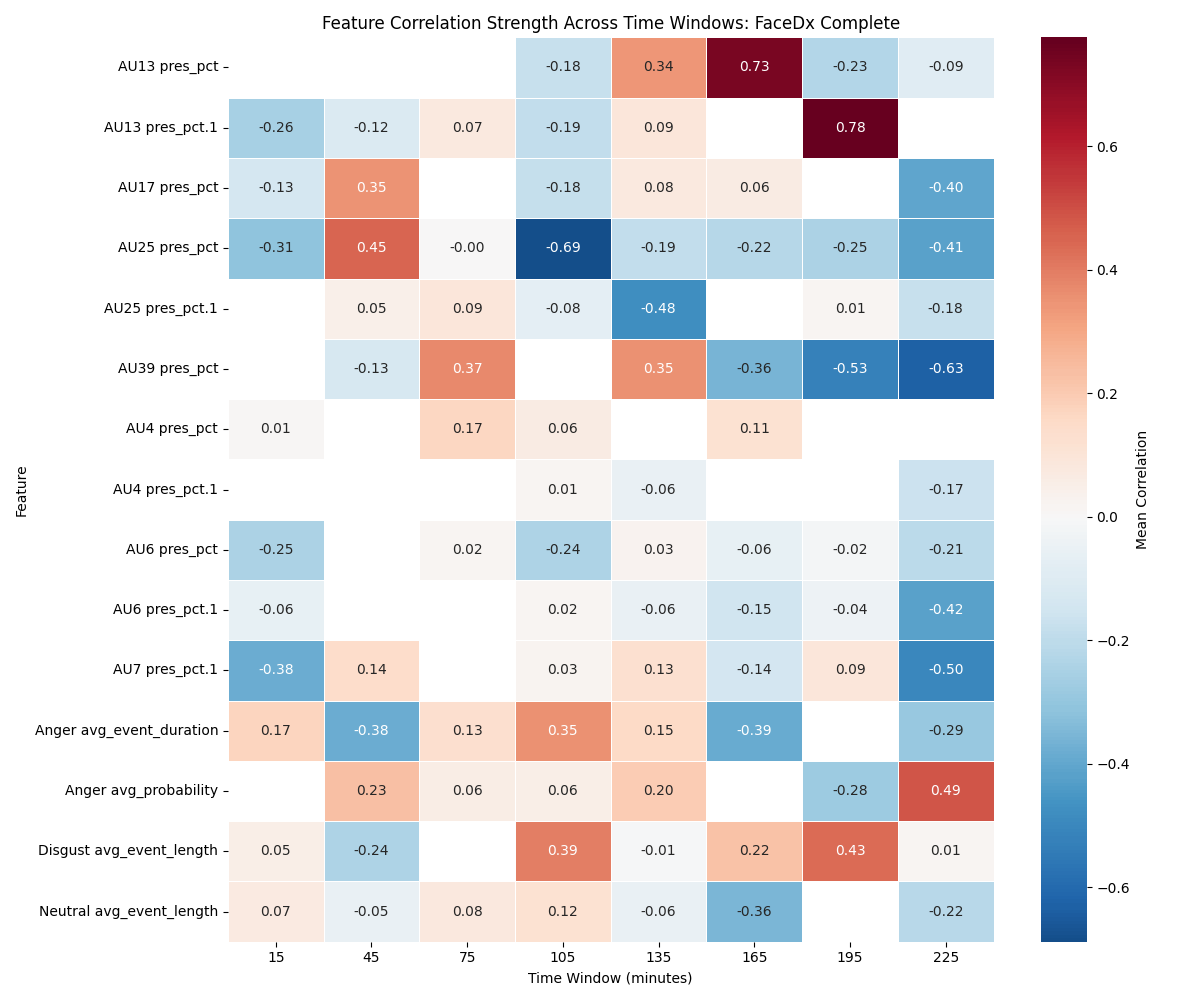 Feature Correlation Strength Across Time Windows: FaceDx Complete
AU13 pres_pct -0.18 0.34 0.73 -0.23 -0.09
AU13 pres_pct.1 -0.26 -0.12 0.07 -0.19 0.09 0.78
AU17 pres_pct -0.13 0.35 -0.18 0.08 0.06 -0.40
AU25 pres_pct -0.31 0.45 -0.00 -0.69 -0.19 -0.22 -0.25 -0.41
AU25 pres_pct.1 0.05 0.09 -0.08 -0.48 0.01 -0.18
AU39 pres_pct -0.13 0.37 0.35 -0.36 -0.53 -0.63
AU4 pres_pct 0.01 0.17 0.06 0.11
AU4 pres_pct.1 0.01 -0.06 -0.17
AU6 pres_pct -0.25 0.02 -0.24 0.03 -0.06 -0.02 -0.21
AU6 pres_pct.1 -0.06 0.02 -0.06 -0.15 -0.04 -0.42
AU7 pres_pct.1 -0.38 0.14 0.03 0.13 -0.14 0.09 -0.50
Anger avg_event_duration 0.17 -0.38 0.13 0.35 0.15 -0.39 -0.29
Anger avg_probability 0.23 0.06 0.06 0.20 -0.28 0.49
Disgust avg_event_length 0.05 -0.24 0.39 -0.01 0.22 0.43 0.01
Neutral avg_event_length 0.07 -0.05 0.08 0.12 -0.06 -0.36 -0.22
15 45 75 105 135 165 195 225
Time Window (minutes)
Feature
0.6
0.4
0.2
0.0
−0.2
−0.4
−0.6
Mean Correlation